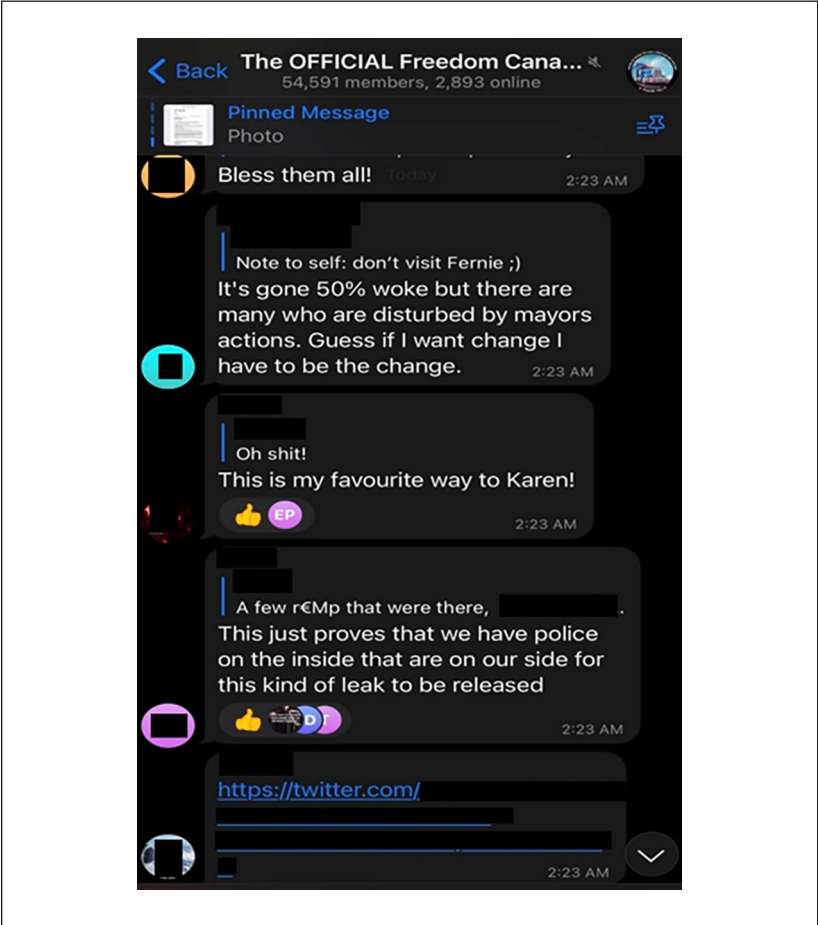 Back
The OFFICIAL Freedom Cana...
54,591 members, 2,893 online
Pinned Message
Photo
Bless them all!
Today
2:23 AM
Note to self: don't visit Fernie ;)
It's gone 50% woke but there are
many who are disturbed by mayors
actions. Guess if I want change I
have to be the change.
2:23 AM
Oh shit!
This is my favourite way to Karen!
👍 EP
2:23 AM
A few r€Mp that were there, .
This just proves that we have police
on the inside that are on our side for
this kind of leak to be released
👍 D T
2:23 AM
https://twitter.com/
2:23 AM